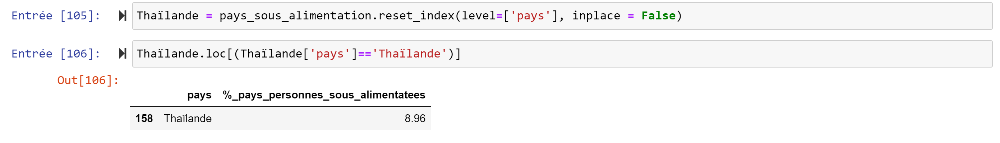 Entrée [105]: Thaïlande = pays_sous_alimentation.reset_index(level=['pays'], inplace = False)
Entrée [106]: Thaïlande.loc[(Thaïlande['pays']=='Thaïlande')]
Out[106]:
pays %_pays_personnes_sous_alimentatees
158 Thaïlande 8.96